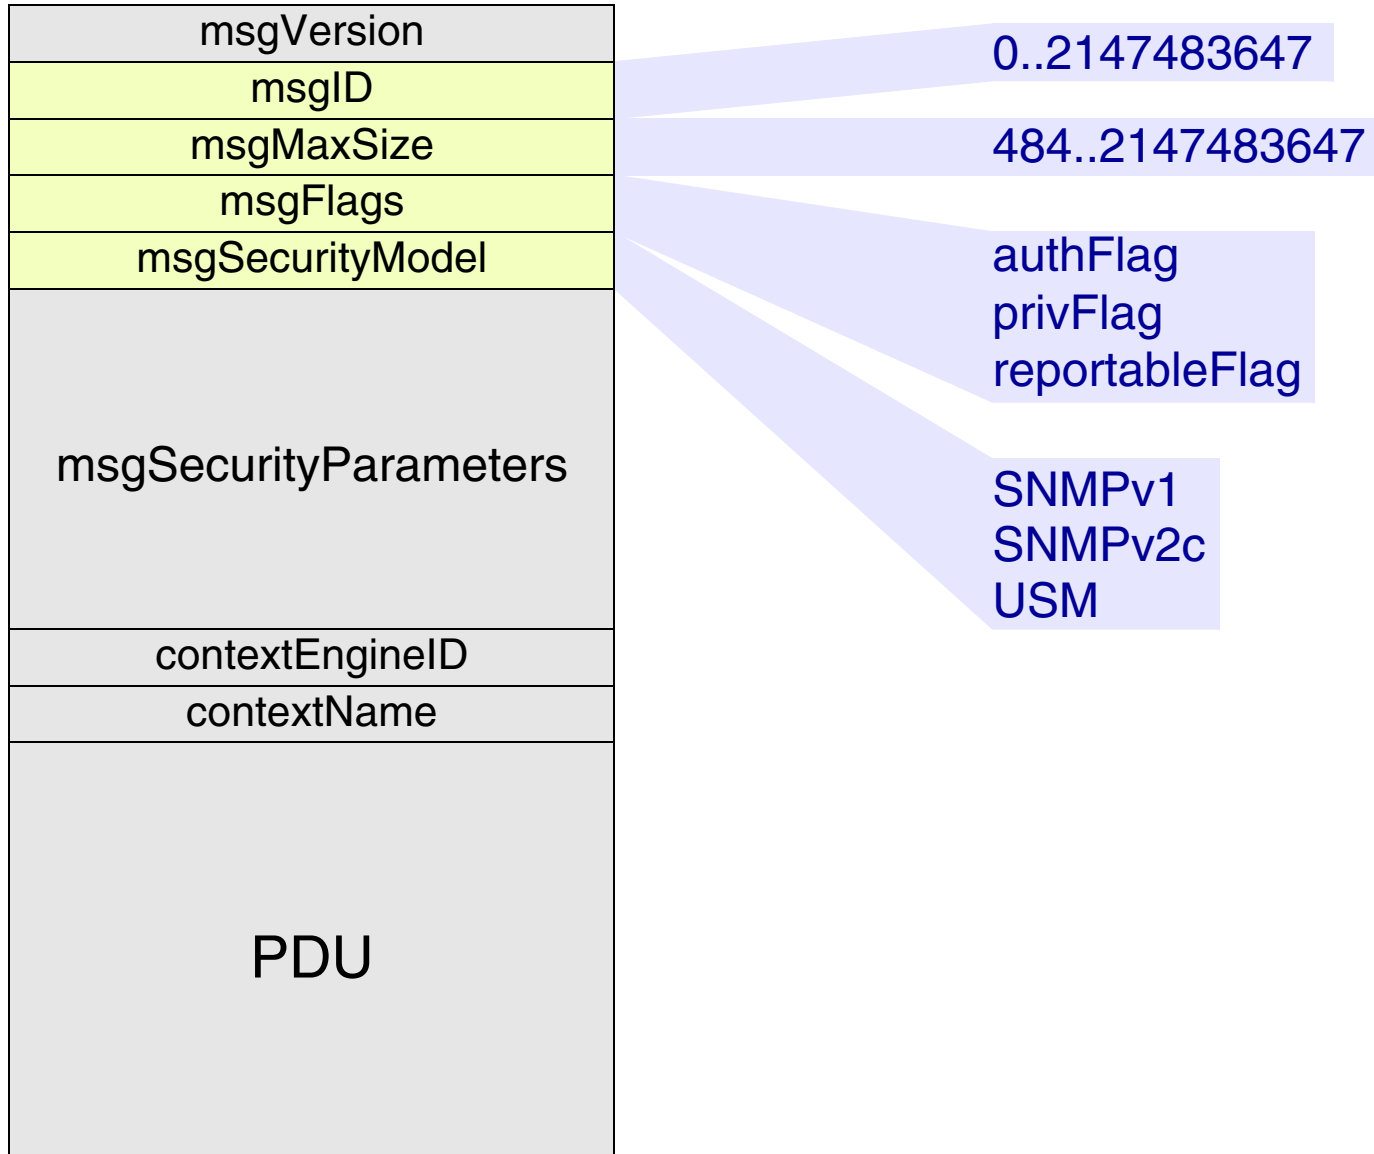 msgVersion
msgID
msgMaxSize
msgFlags
msgSecurityModel
msgSecurityParameters
contextEngineID
contextName
PDU
0..2147483647
484..2147483647
authFlag
privFlag
reportableFlag
SNMPv1
SNMPv2c
USM